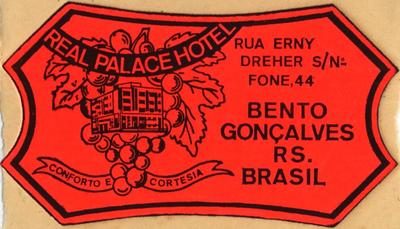 REAL PALACE HOTEL
RUA ERNY
DREHER S/Nº
FONE, 44
BENTO
GONÇALVES
RS.
BRASIL
CONFORTO E CORTESIA